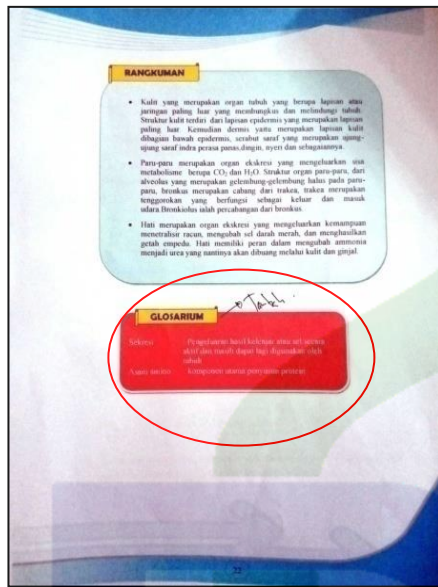 RANGKUMAN
• Kulit yang merupakan organ tubuh yang berupa lapisan atau
jaringan paling luar yang membungkus dan melindungi tubuh.
Struktur kulit terdiri dari lapisan epidermis yang merupakan lapisan
paling luar Kemudian dermis yaitu merupakan lapisan kulit
dibagian bawah epidermis, serabut saraf yang merupakan ujung-
ujung saraf indra perasa panas,dingin, nyeri dan sebagaianya.
• Paru-paru merupakan organ ekskresi yang mengeluarkan sisa
metabolisme berupa CO₂ dan H₂O. Struktur organ paru-paru, dari
alveolus yang merupakan gelembung-gelembung halus pada paru-
paru, bronkus merupakan cabang dari trakea, trakea merupakan
tenggorokan yang berfungsi sebagai keluar dan masuk
udara.Bronkiolus ialah percabangan dari bronkus.
• Hati merupakan organ ekskresi yang mengeluarkan kemampuan
menetralisir racun, mengubah sel darah merah, dan menghasilkan
getah empedu. Hati memiliki peran dalam mengubah ammonia
menjadi urea yang nantinya akan dibuang melalui kulit dan ginjal.
GLOSARIUM
Sekresi : Pengeluaran hasil kelenjar atau sel secara
aktif dan masih dapat lagi digunakan oleh
tubuh
Asam amino : komponen utama penyusun protein
22